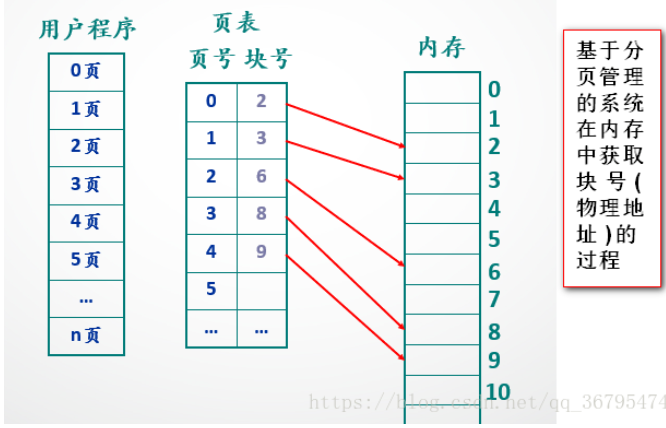 用户程序
0页
1页
2页
3页
4页
5页
…
n页
页表
页号 块号
0 2
1 3
2 6
3 8
4 9
5
… …
内存
0
1
2
3
4
5
6
7
8
9
10
基于分
页管理
的系统
在内存
中获取
块号(
物理地
址)的
过程
https://blog.csdn.net/qq_36795474